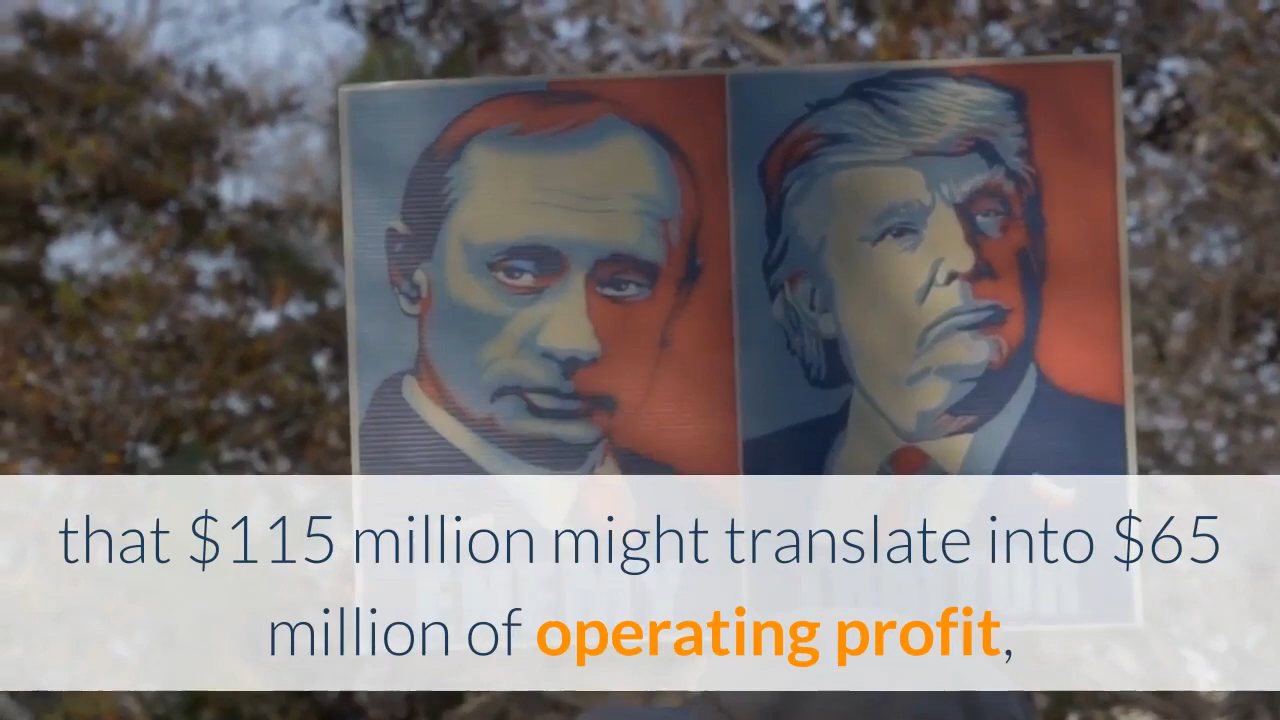 that $115 million might translate into $65
million of operating profit,